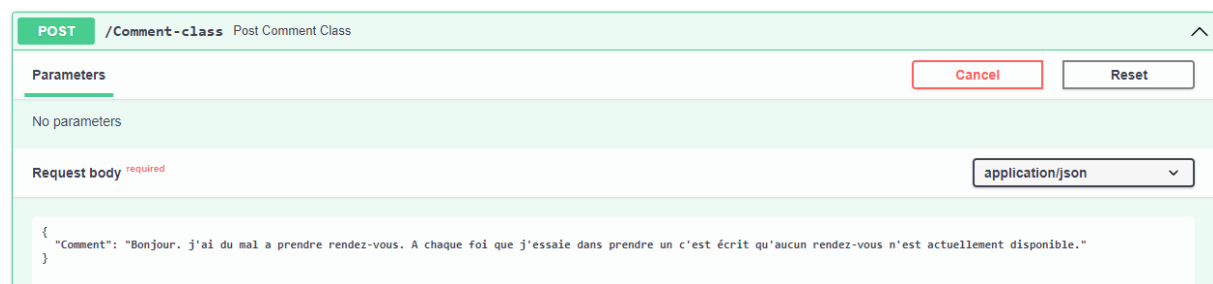 POST /Comment-class Post Comment Class
Parameters Cancel Reset
No parameters
Request body required application/json
{
"Comment": "Bonjour. j'ai du mal a prendre rendez-vous. A chaque foi que j'essaie dans prendre un c'est écrit qu'aucun rendez-vous n'est actuellement disponible."
}